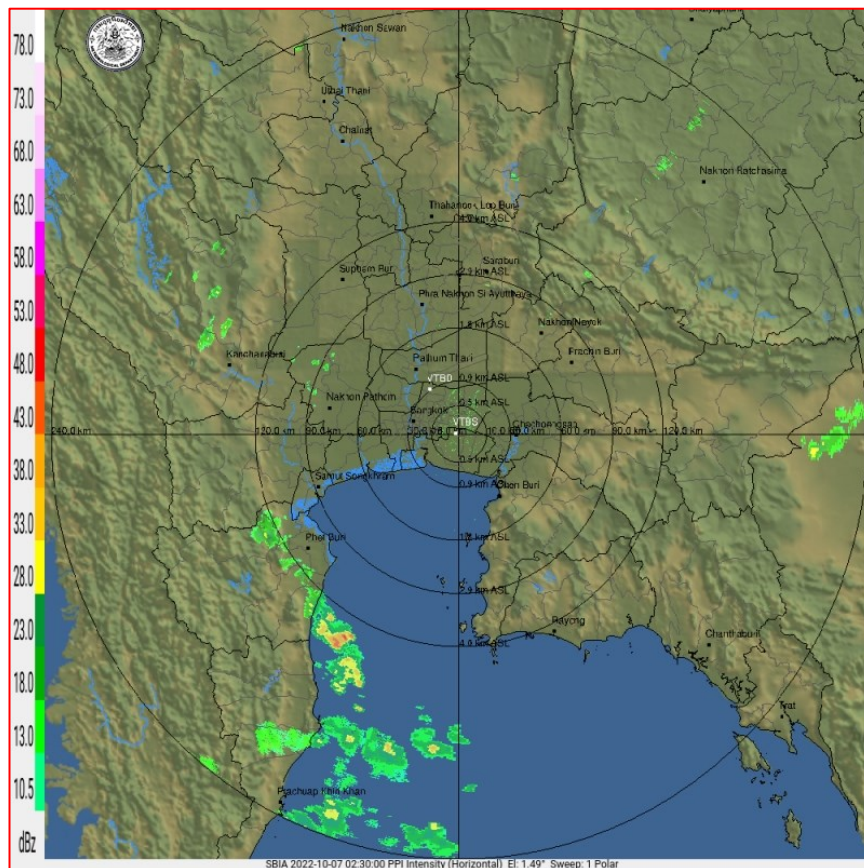 78.0
73.0
68.0
63.0
58.0
53.0
48.0
43.0
38.0
33.0
28.0
23.0
18.0
13.0
10.5
dBz
Nakhon Sawan
Uthai Thani
Chainat
Nakhon Ratchasima
Lop Buri
4.0 km ASL
Saraburi
2.9 km ASL
Suphan Buri
Phra Nakhon Si Ayutthaya
1.8 km ASL
Nakhon Nayok
Prachin Buri
Kanchanaburi
Pathum Thani
0.9 km ASL
VTBD
Nakhon Pathom
0.5 km ASL
Bangkok
VTBS
Chachoengsao
240.0 km
120.0 km
90.0 km
60.0 km
60.0 km
90.0 km
120.0 km
0.5 km ASL
Samut Songkhram
0.9 km ASL
Chon Buri
Phet Buri
2.9 km ASL
4.0 km ASL
Rayong
Chanthaburi
Trat
Prachuap Khiri Khan
SBIA 2022-10-07 02:30:00 PPI Intensity (Horizontal) El: 1.49° Sweep: 1 Polar